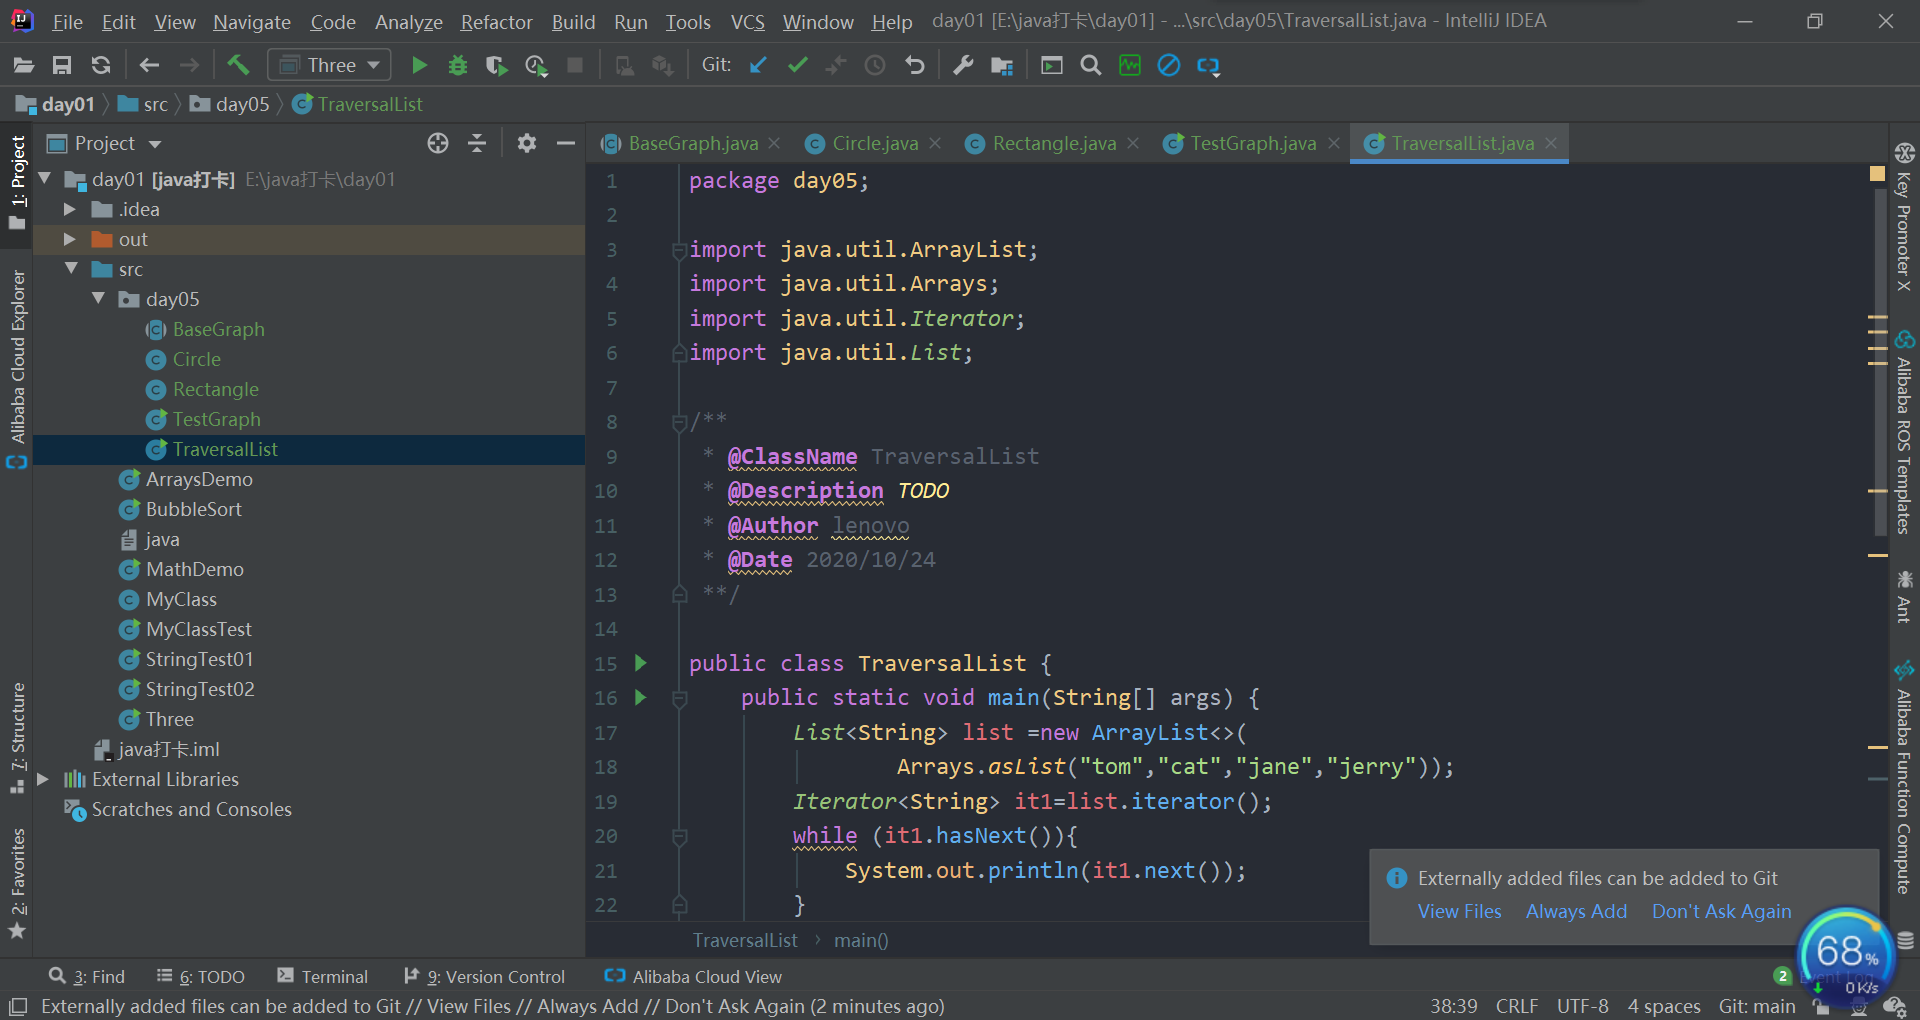 File Edit View Navigate Code Analyze Refactor Build Run Tools VCS Window Help day01 [E:\java打卡\day01] - ...\src\day05\TraversalList.java - IntelliJ IDEA
Three Git:
day01 src day05 TraversalList
Project
BaseGraph.java Circle.java Rectangle.java TestGraph.java TraversalList.java
1: Project
Alibaba Cloud Explorer
7: Structure
2: Favorites
day01 [java打卡] E:\java打卡\day01
.idea
out
src
day05
BaseGraph
Circle
Rectangle
TestGraph
TraversalList
ArraysDemo
BubbleSort
java
MathDemo
MyClass
MyClassTest
StringTest01
StringTest02
Three
java打卡.iml
External Libraries
Scratches and Consoles
1 package day05;
2
3 import java.util.ArrayList;
4 import java.util.Arrays;
5 import java.util.Iterator;
6 import java.util.List;
7
8 /**
9 * @ClassName TraversalList
10 * @Description TODO
11 * @Author lenovo
12 * @Date 2020/10/24
13 **/
14
15 public class TraversalList {
16 public static void main(String[] args) {
17 List<String> list =new ArrayList<>(
18 Arrays.asList("tom","cat","jane","jerry"));
19 Iterator<String> it1=list.iterator();
20 while (it1.hasNext()){
21 System.out.println(it1.next());
22 }
TraversalList › main()
Key Promoter X
Alibaba ROS Templates
Ant
Alibaba Function Compute
Externally added files can be added to Git
View Files Always Add Don't Ask Again
68%
0K/s
3: Find 6: TODO Terminal 9: Version Control Alibaba Cloud View 2 Event Log
Externally added files can be added to Git // View Files // Always Add // Don't Ask Again (2 minutes ago) 38:39 CRLF UTF-8 4 spaces Git: main